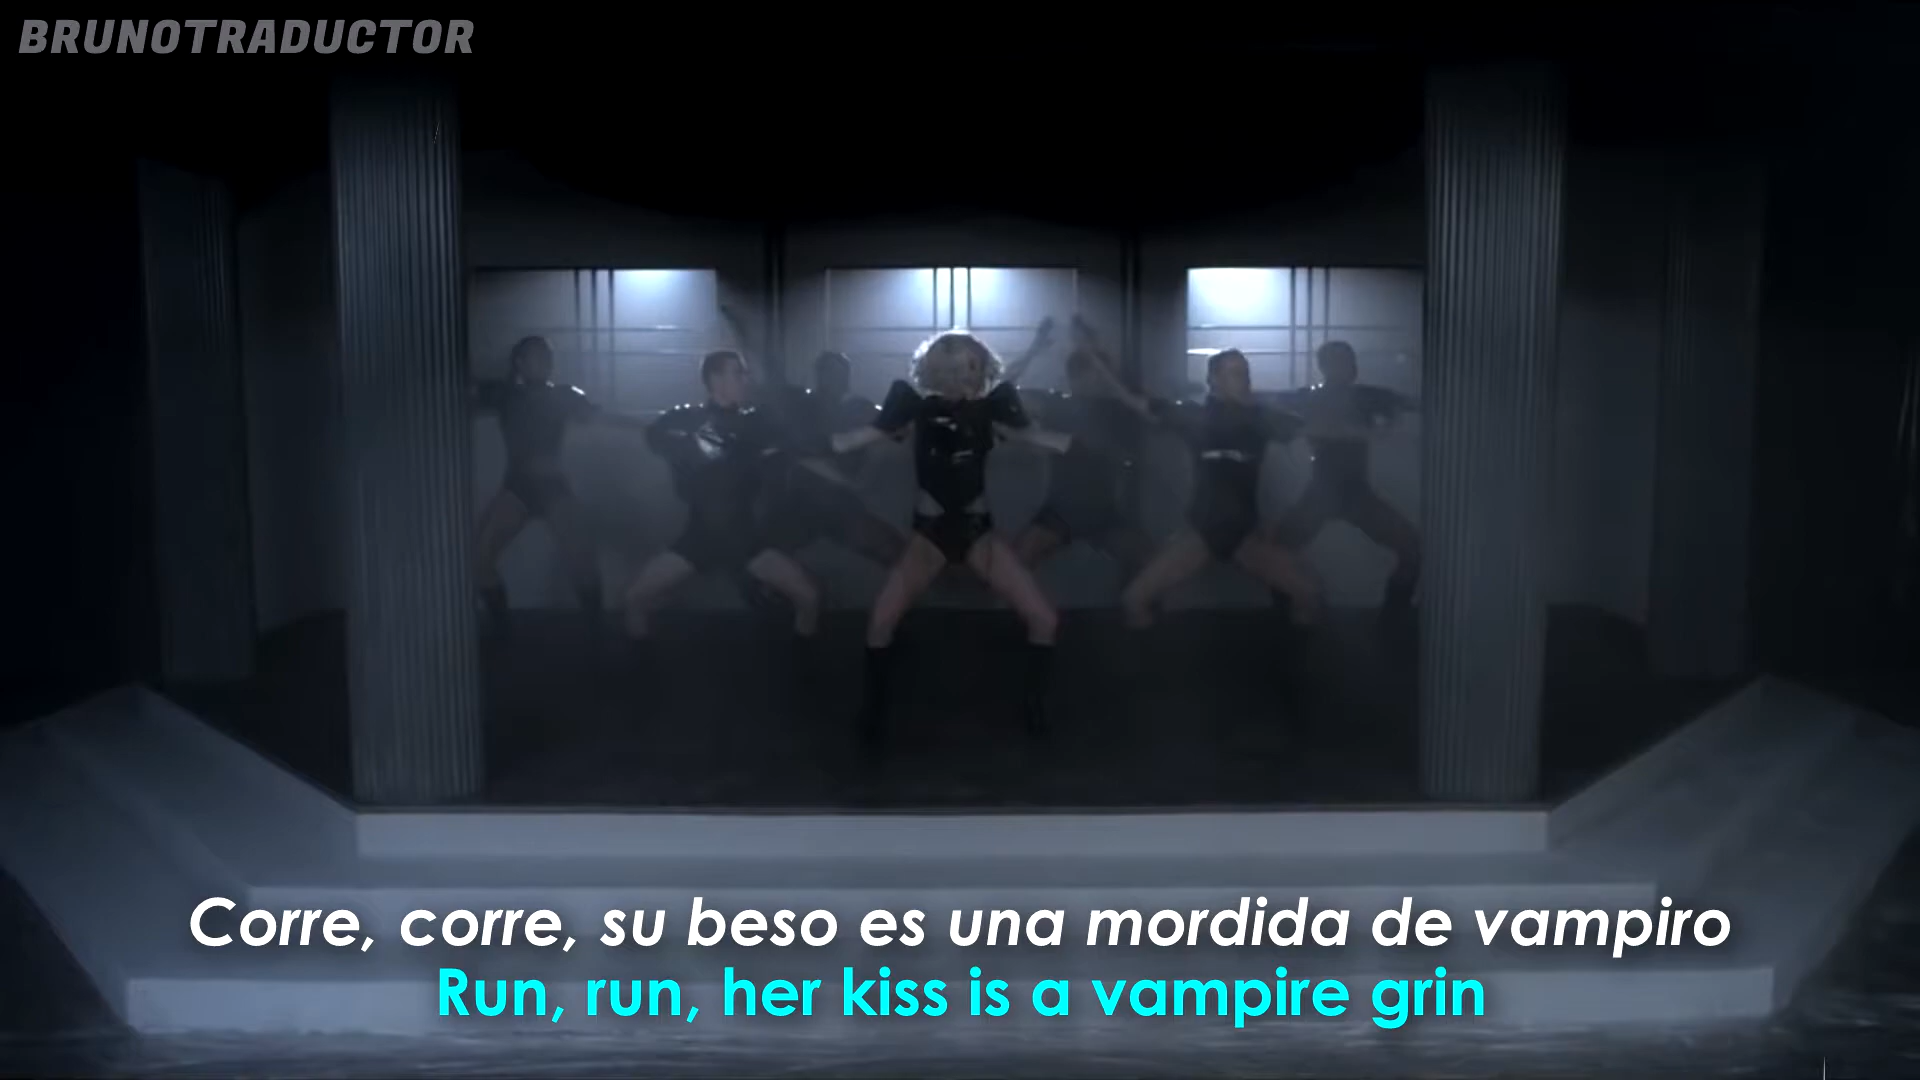 BRUNOTRADUCTOR
Corre, corre, su beso es una mordida de vampiro
Run, run, her kiss is a vampire grin